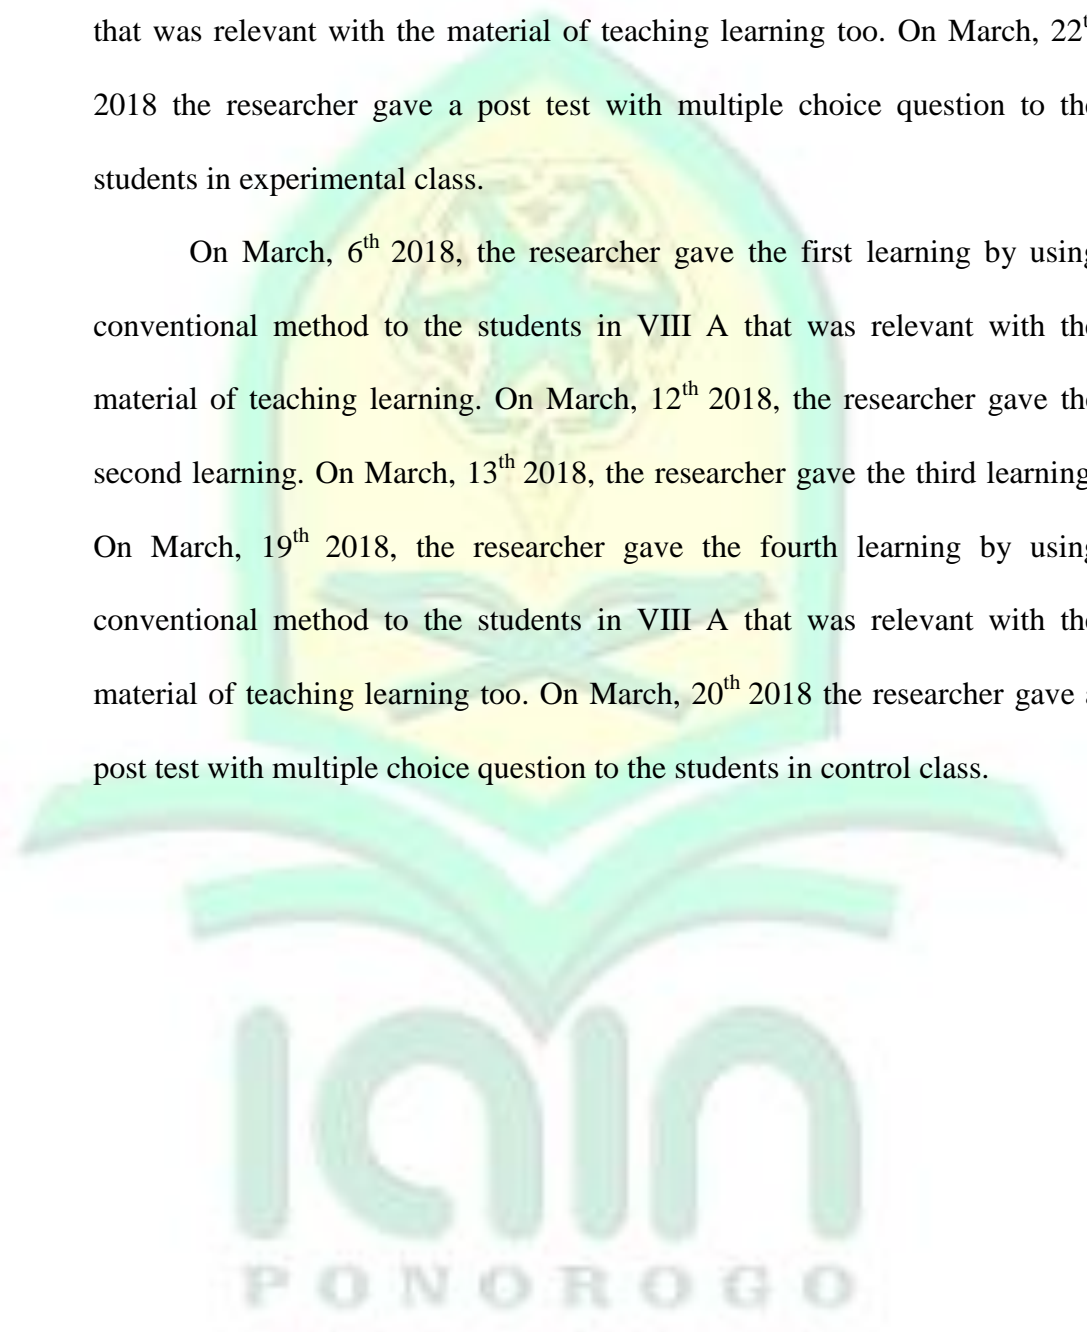 that was relevant with the material of teaching learning too. On March, 22t
2018 the researcher gave a post test with multiple choice question to the
students in experimental class.
On March, 6th 2018, the researcher gave the first learning by using
conventional method to the students in VIII A that was relevant with the
material of teaching learning. On March, 12th 2018, the researcher gave the
second learning. On March, 13th 2018, the researcher gave the third learning
On March, 19th 2018, the researcher gave the fourth learning by using
conventional method to the students in VIII A that was relevant with the
material of teaching learning too. On March, 20th 2018 the researcher gave a
post test with multiple choice question to the students in control class.
IAIN
PONOROGO